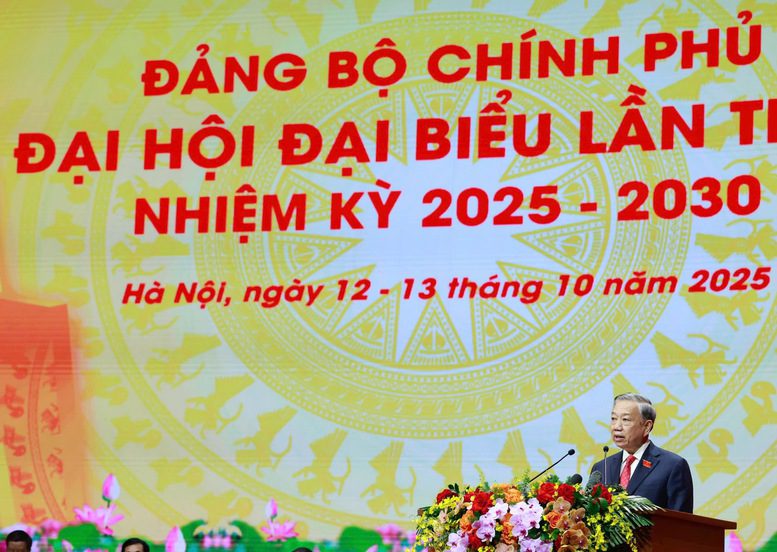 ĐẢNG BỘ CHÍNH PHỦ
ĐẠI HỘI ĐẠI BIỂU LẦN
NHIỆM KỲ 2025 - 2030
Hà Nội, ngày 12 - 13 tháng 10 năm 2025